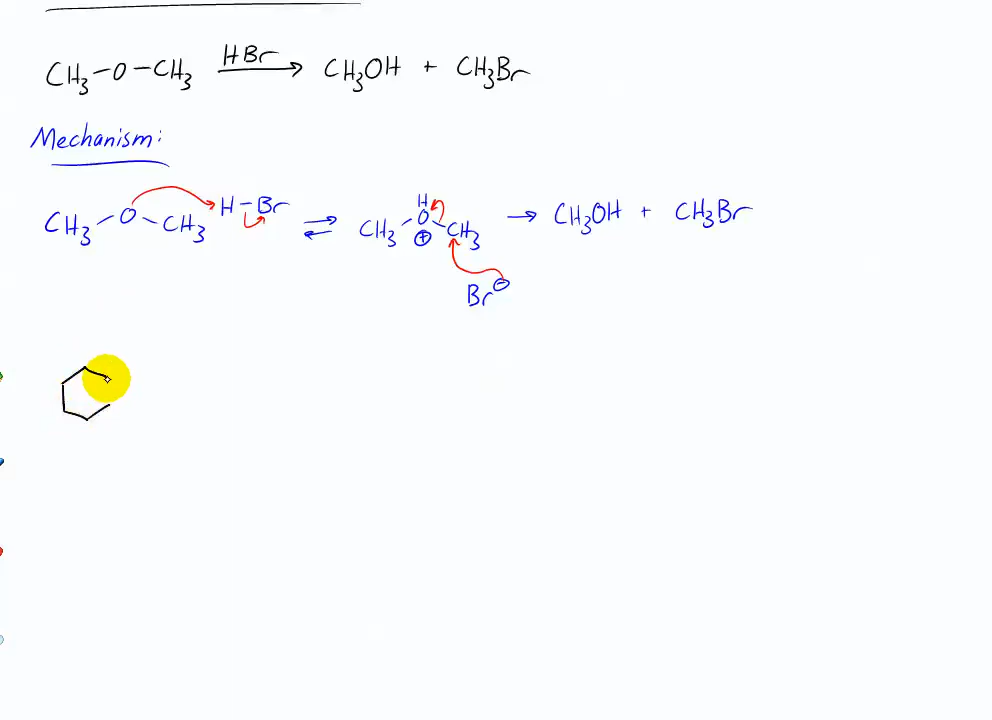 CH₃-O-CH₃ HBr → CH₃OH + CH₃Br
Mechanism:
CH₃-O-CH₃ H-Br ⇌ CH₃-O-CH₃ H ⊕ → CH₃OH + CH₃Br
Br⊖